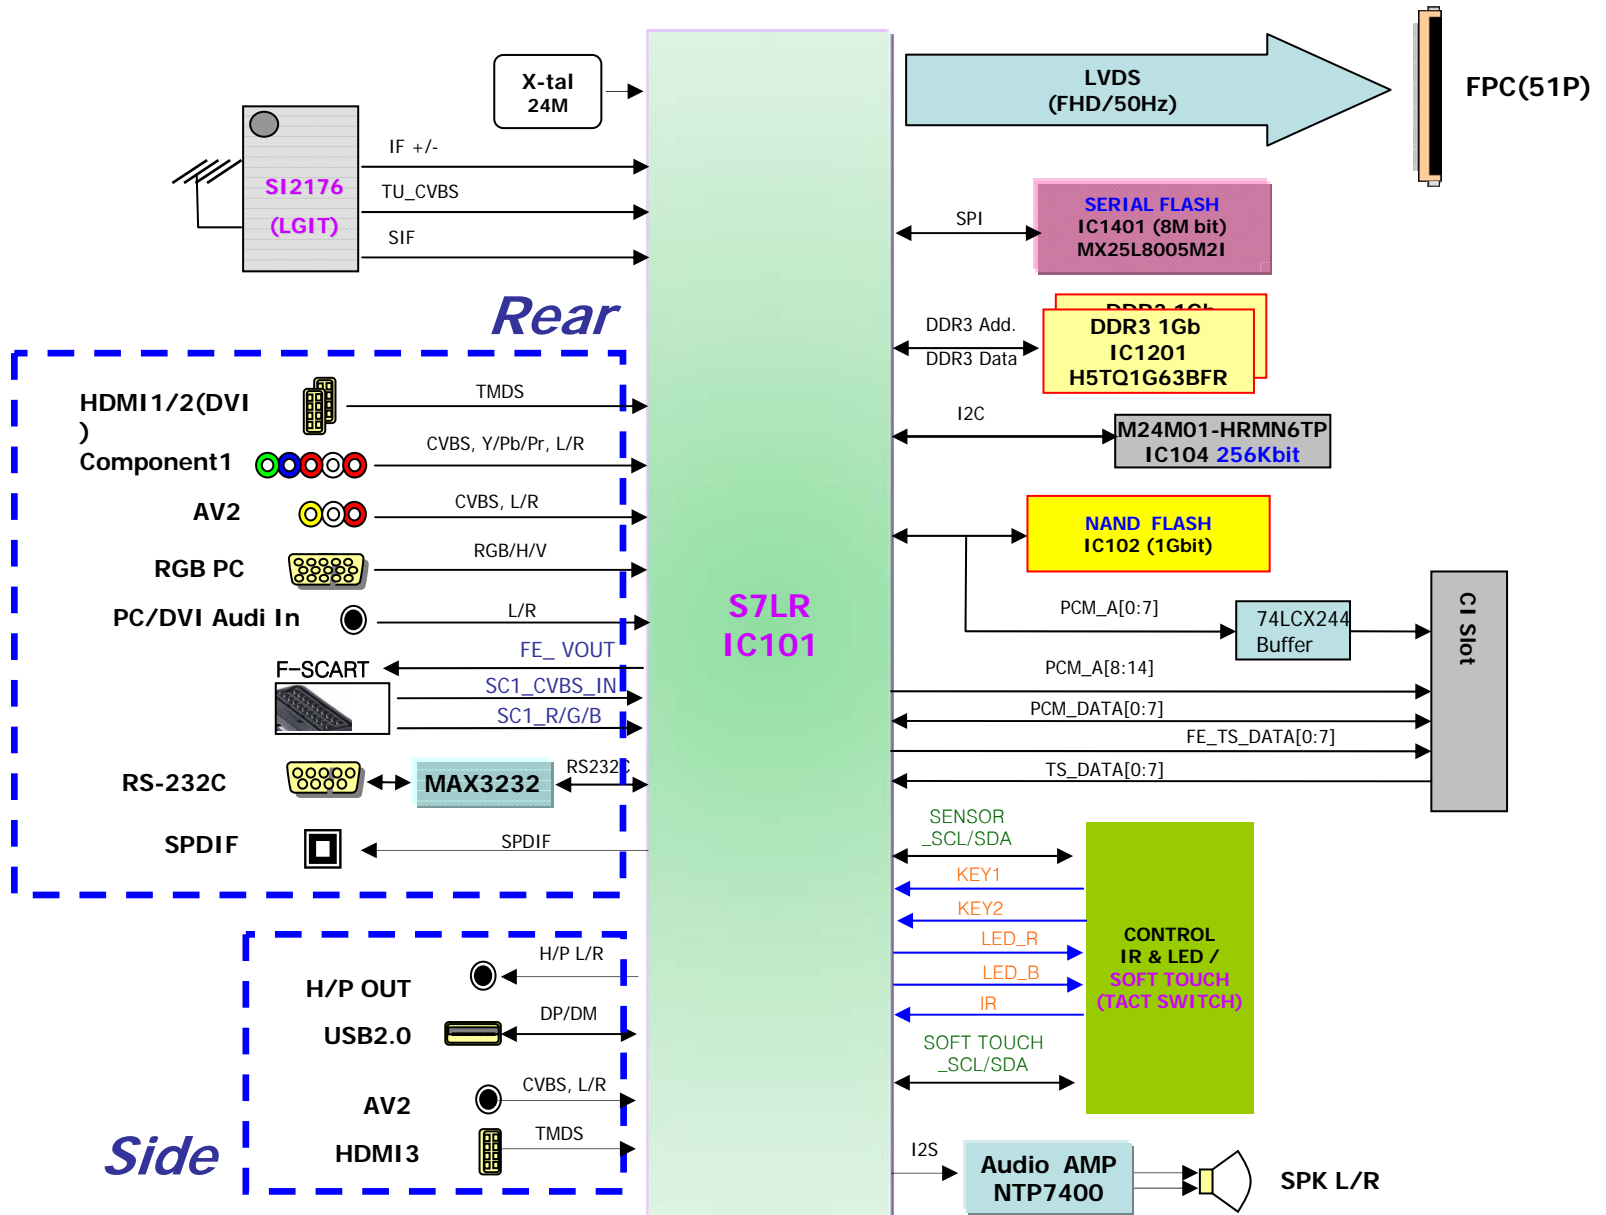 X-tal
24M
LVDS
(FHD/50Hz)
FPC(51P)
SI2176
(LGIT)
IF +/-
TU_CVBS
SIF
SPI
SERIAL FLASH
IC1401 (8M bit)
MX25L8005M2I
Rear
DDR3 Add.
DDR3 Data
DDR3 1Gb
DDR3 1Gb
IC1201
H5TQ1G63BFR
HDMI1/2(DVI
)
TMDS
I2C
M24M01-HRMN6TP
IC104 256Kbit
Component1
CVBS, Y/Pb/Pr, L/R
AV2
CVBS, L/R
NAND FLASH
IC102 (1Gbit)
RGB PC
RGB/H/V
PC/DVI Audi In
L/R
S7LR
IC101
PCM_A[0:7]
74LCX244
Buffer
CI Slot
F-SCART
FE_ VOUT
SC1_CVBS_IN
SC1_R/G/B
PCM_A[8:14]
PCM_DATA[0:7]
FE_TS_DATA[0:7]
TS_DATA[0:7]
RS-232C
MAX3232
RS232C
SPDIF
SPDIF
SENSOR
_SCL/SDA
KEY1
KEY2
LED_R
LED_B
IR
SOFT TOUCH
_SCL/SDA
CONTROL
IR & LED /
SOFT TOUCH
(TACT SWITCH)
H/P OUT
H/P L/R
USB2.0
DP/DM
AV2
CVBS, L/R
HDMI3
TMDS
Side
I2S
Audio AMP
NTP7400
SPK L/R